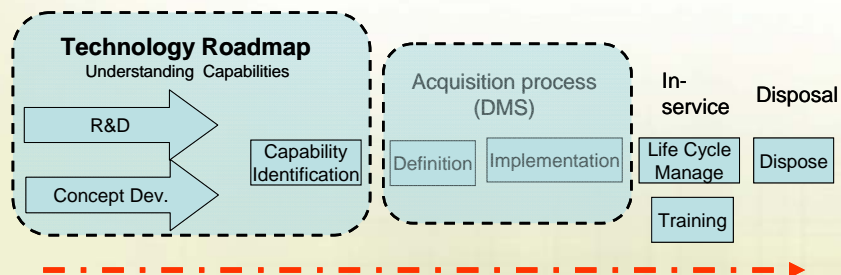 Technology Roadmap
Understanding Capabilities
R&D
Concept Dev.
Capability
Identification
Acquisition process
(DMS)
Definition
Implementation
In-
service
Life Cycle
Manage
Training
Disposal
Dispose